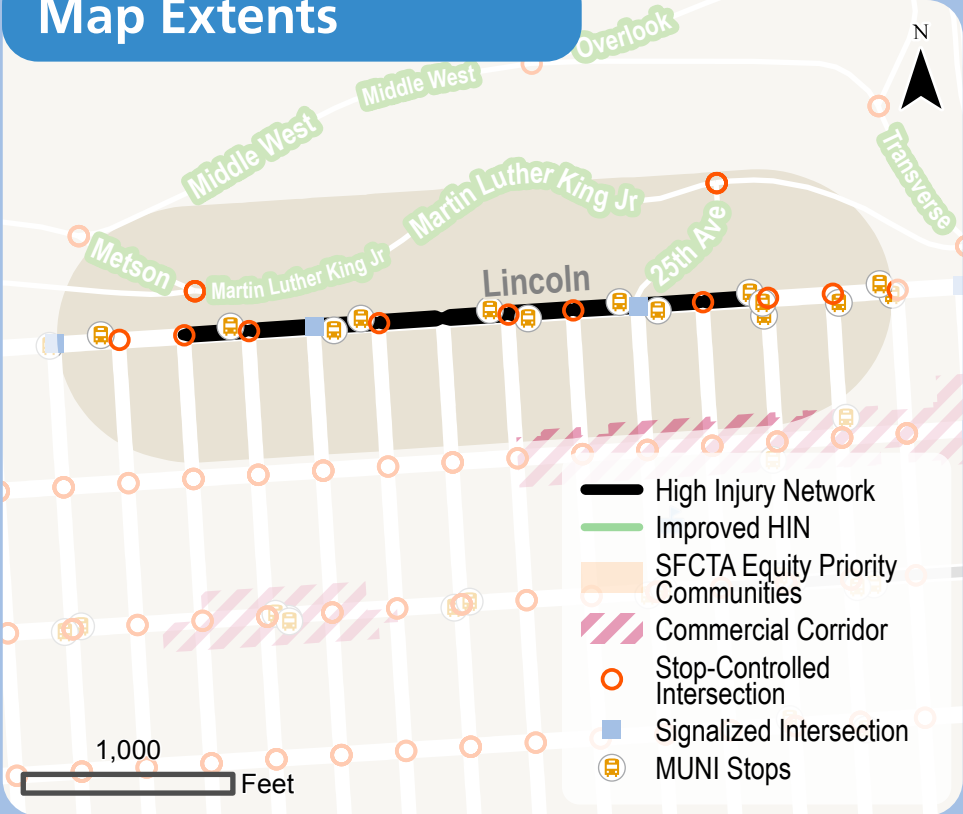 Map Extents
N
Overlook
Middle West
Middle West
Transverse
Martin Luther King Jr
25th Ave
Metson
Martin Luther King Jr
Lincoln
High Injury Network
Improved HIN
SFCTA Equity Priority
Communities
Commercial Corridor
Stop-Controlled
Intersection
Signalized Intersection
MUNI Stops
1,000
Feet